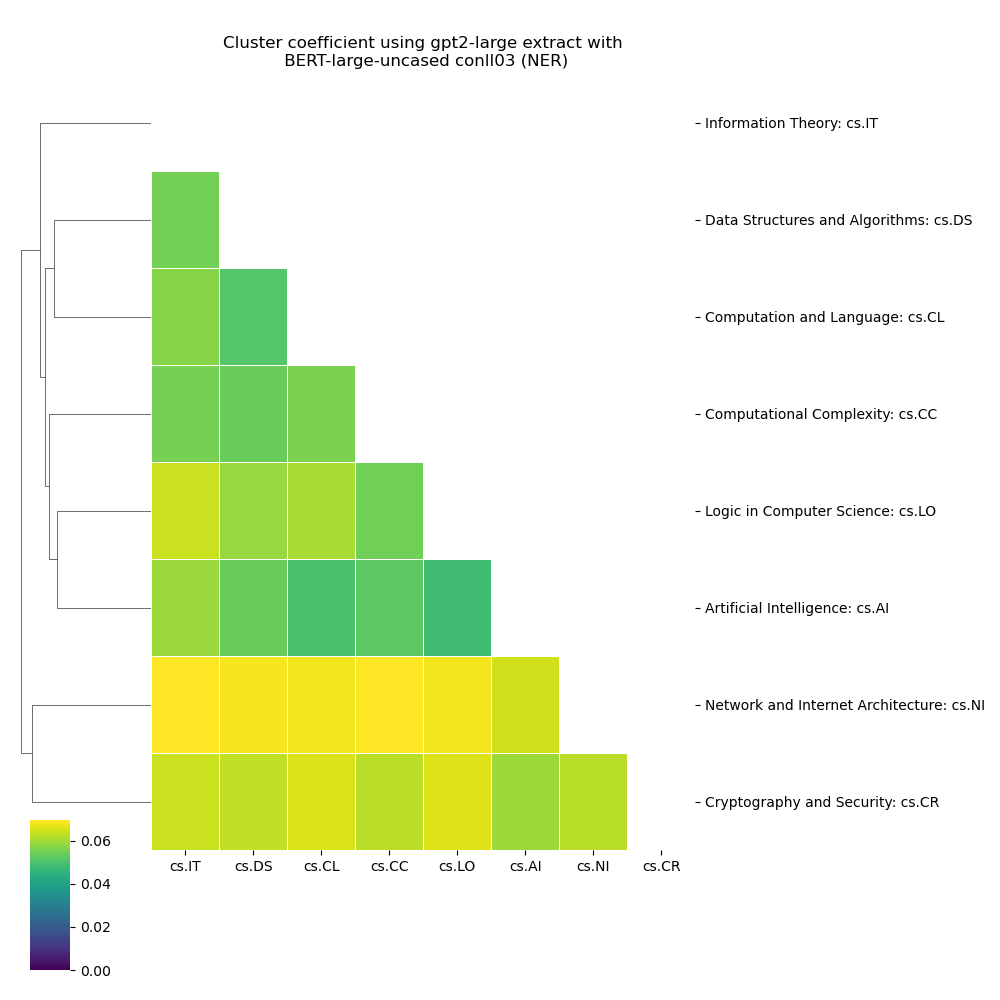 Cluster coefficient using gpt2-large extract with
BERT-large-uncased conll03 (NER)
Information Theory: cs.IT
Data Structures and Algorithms: cs.DS
Computation and Language: cs.CL
Computational Complexity: cs.CC
Logic in Computer Science: cs.LO
Artificial Intelligence: cs.AI
Network and Internet Architecture: cs.NI
Cryptography and Security: cs.CR
cs.IT cs.DS cs.CL cs.CC cs.LO cs.AI cs.NI cs.CR
0.06
0.04
0.02
0.00